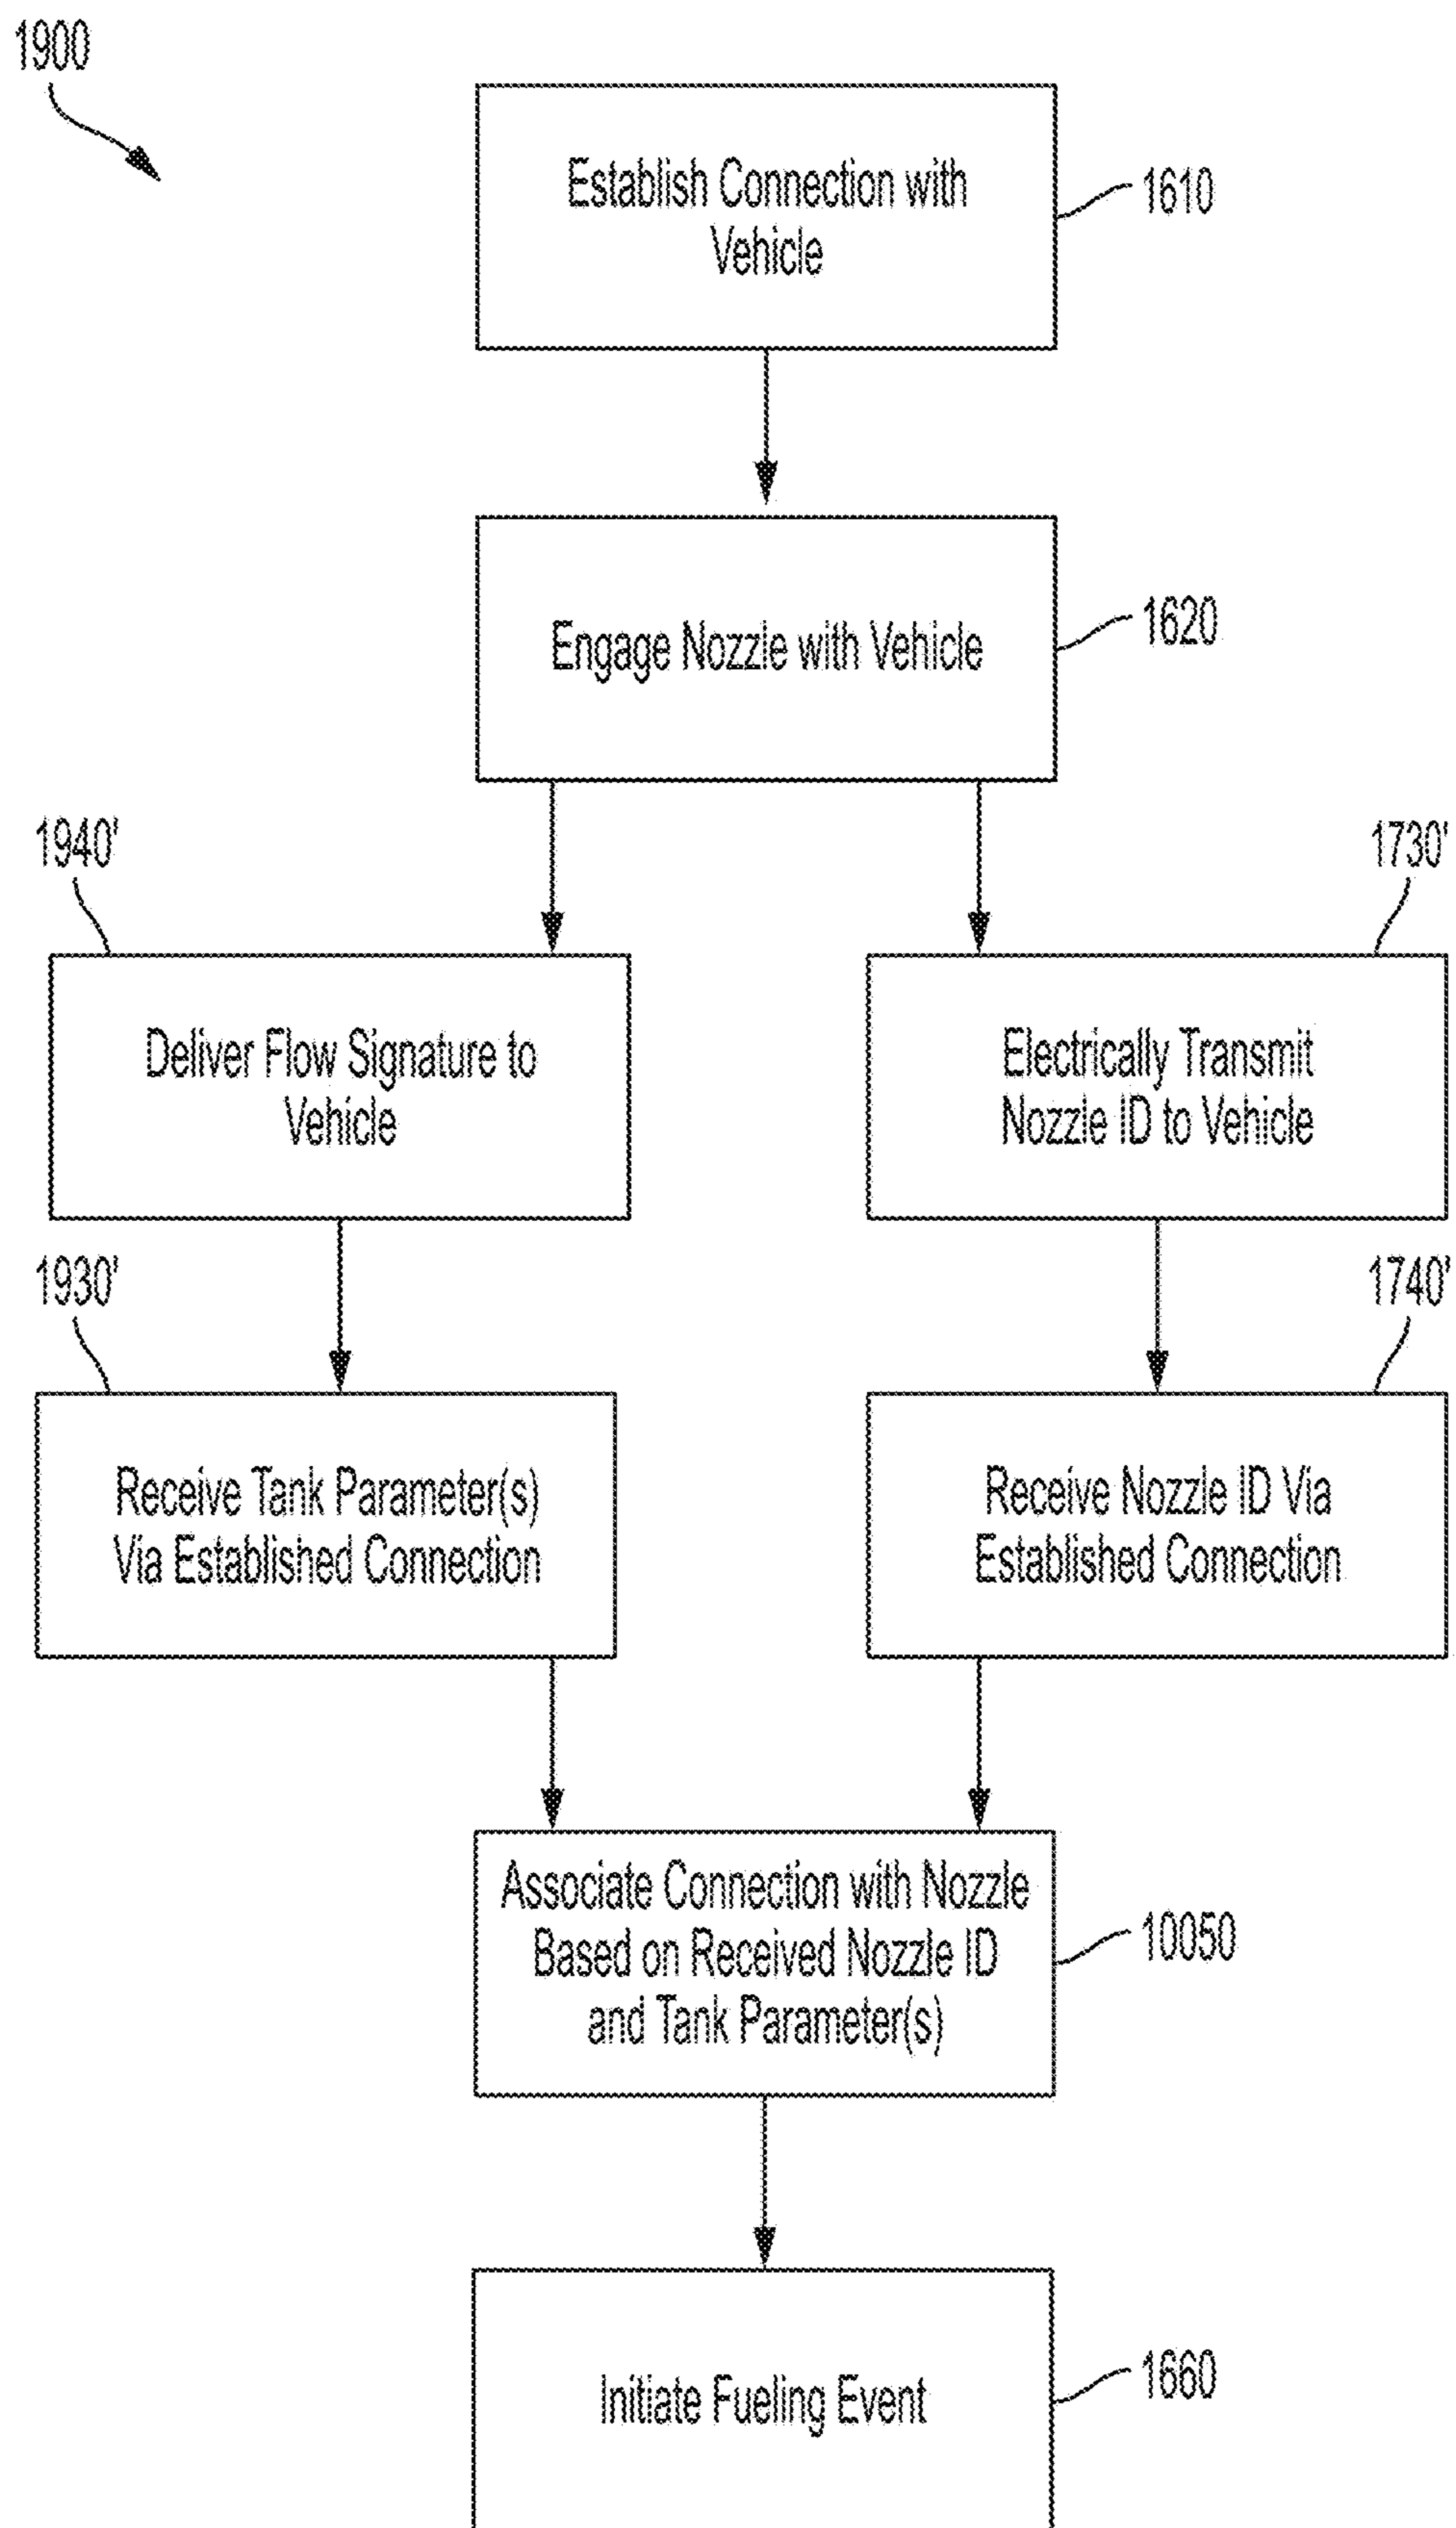 1900
Establish Connection with
Vehicle
1610
Engage Nozzle with Vehicle
1620
1940'
1730'
Deliver Flow Signature to
Vehicle
Electrically Transmit
Nozzle ID to Vehicle
1930'
1740'
Receive Tank Parameter(s)
Via Established Connection
Receive Nozzle ID Via
Established Connection
Associate Connection with Nozzle
Based on Received Nozzle ID
and Tank Parameter(s)
10050
Initiate Fueling Event
1660